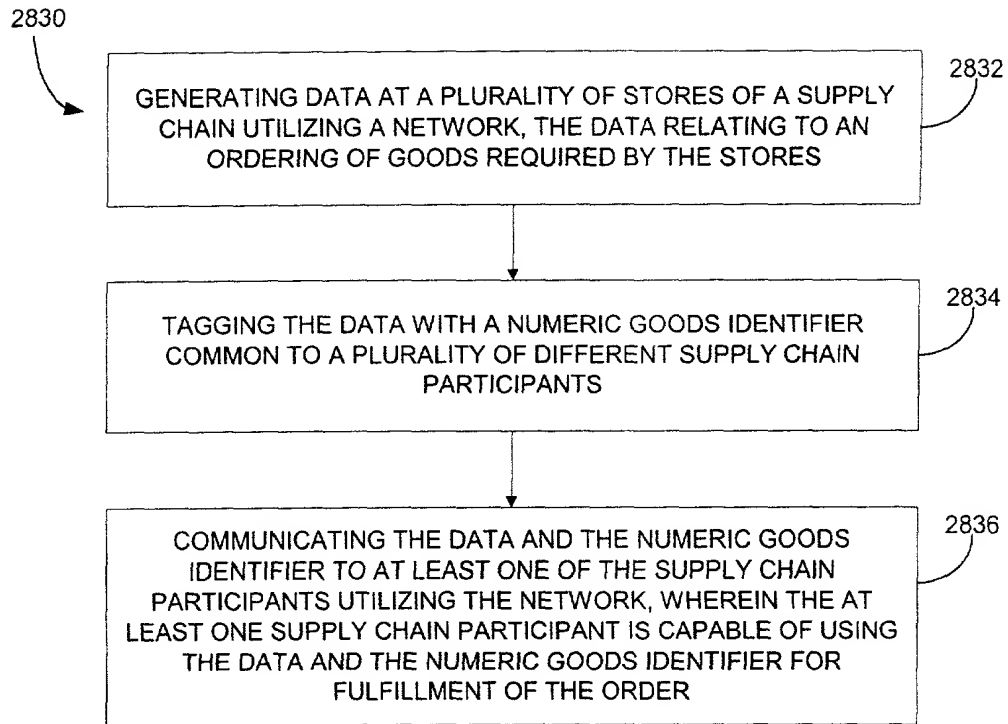 2830
2832
GENERATING DATA AT A PLURALITY OF STORES OF A SUPPLY
CHAIN UTILIZING A NETWORK, THE DATA RELATING TO AN
ORDERING OF GOODS REQUIRED BY THE STORES
2834
TAGGING THE DATA WITH A NUMERIC GOODS IDENTIFIER
COMMON TO A PLURALITY OF DIFFERENT SUPPLY CHAIN
PARTICIPANTS
2836
COMMUNICATING THE DATA AND THE NUMERIC GOODS
IDENTIFIER TO AT LEAST ONE OF THE SUPPLY CHAIN
PARTICIPANTS UTILIZING THE NETWORK, WHEREIN THE AT
LEAST ONE SUPPLY CHAIN PARTICIPANT IS CAPABLE OF USING
THE DATA AND THE NUMERIC GOODS IDENTIFIER FOR
FULFILLMENT OF THE ORDER